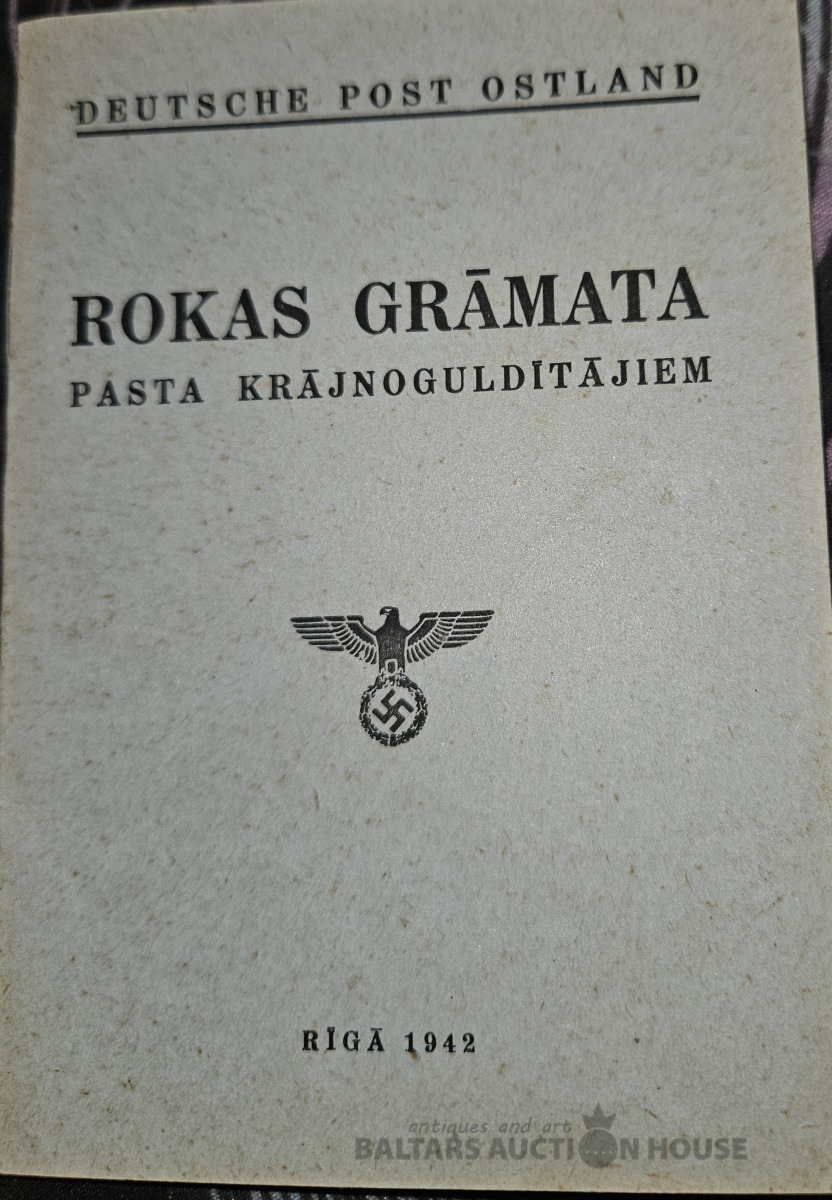 DEUTSCHE POST OSTLAND
ROKAS GRĀMATA
PASTA KRĀJNOGULDĪTĀJIEM
RĪGĀ 1942
antiques and art
BALTARS AUCTION HOUSE